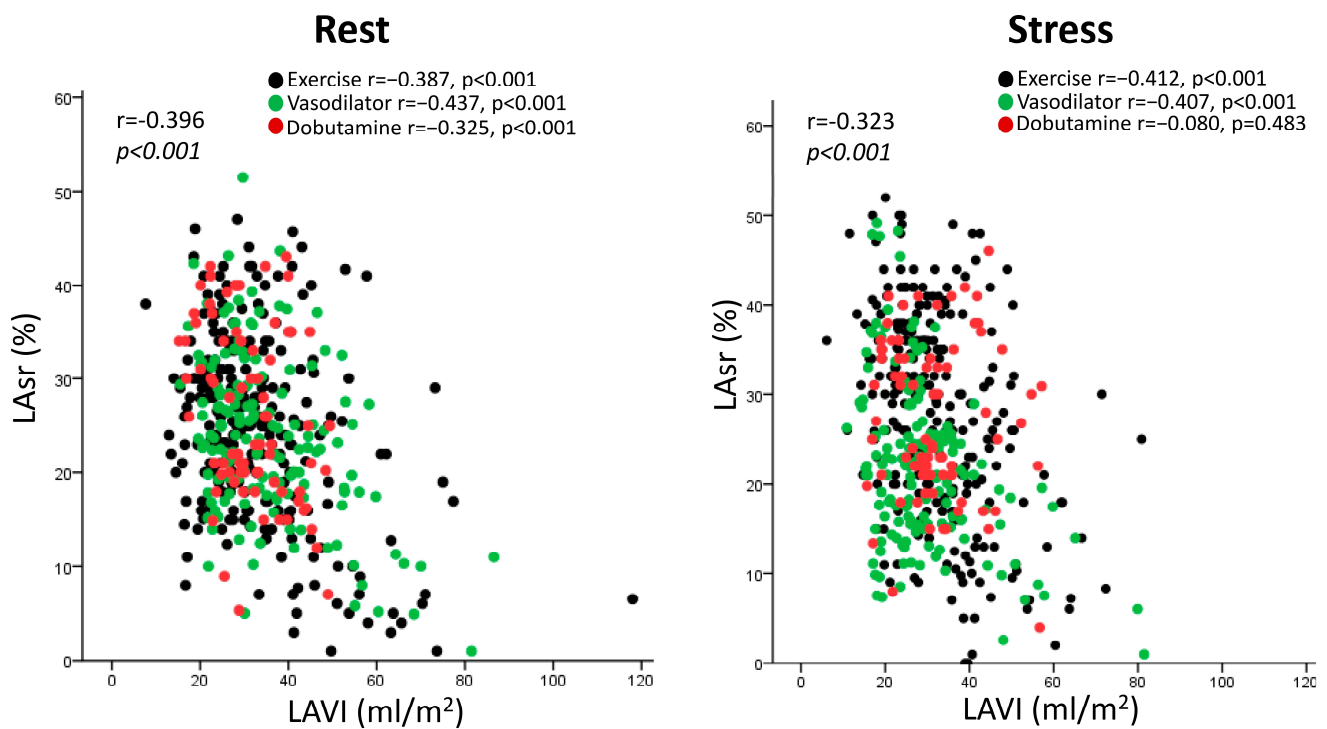 Rest
Exercise r=−0.387, p<0.001
Vasodilator r=−0.437, p<0.001
Dobutamine r=−0.325, p<0.001
r=-0.396
p<0.001
60
50
40
30
20
10
0
LAsr (%)
0 20 40 60 80 100 120
LAVI (ml/m²)
Stress
Exercise r=−0.412, p<0.001
Vasodilator r=−0.407, p<0.001
Dobutamine r=−0.080, p=0.483
r=-0.323
p<0.001
60
50
40
30
20
10
0
LAsr (%)
0 20 40 60 80 100 120
LAVI (ml/m²)